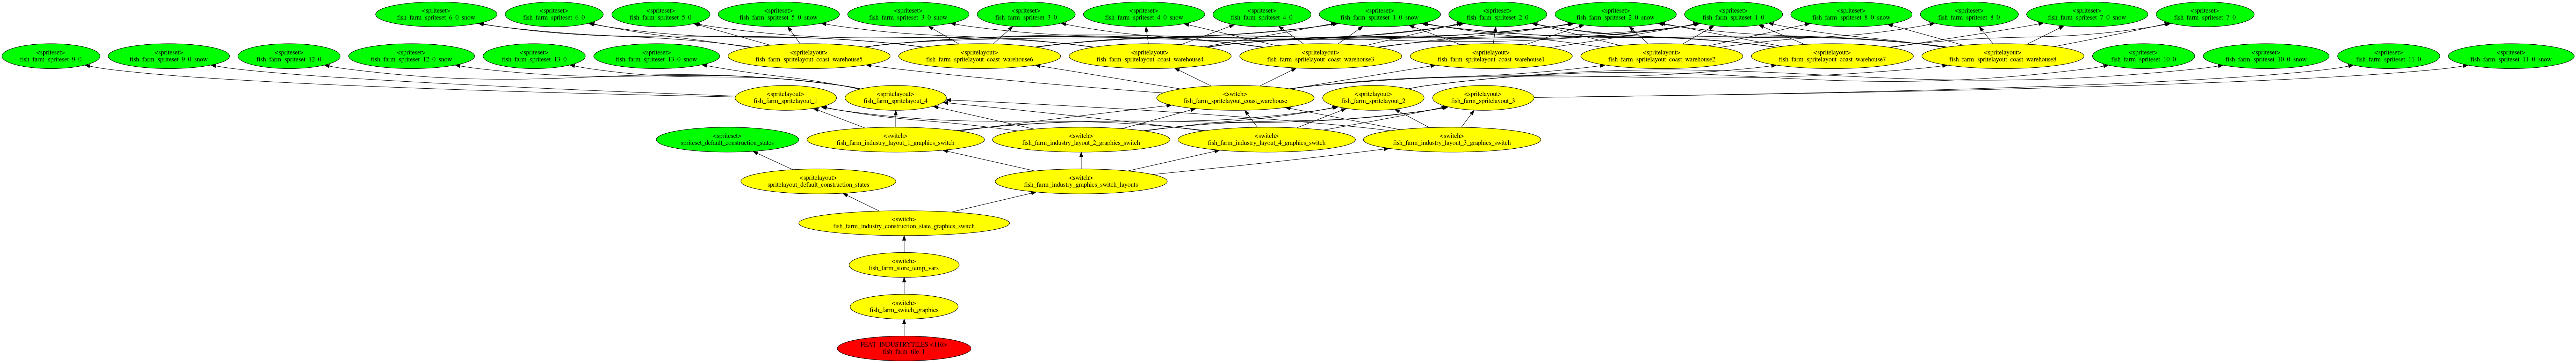 <spriteset>
fish_farm_spriteset_6_0_snow
<spriteset>
fish_farm_spriteset_6_0
<spriteset>
fish_farm_spriteset_5_0
<spriteset>
fish_farm_spriteset_5_0_snow
<spriteset>
fish_farm_spriteset_3_0_snow
<spriteset>
fish_farm_spriteset_3_0
<spriteset>
fish_farm_spriteset_4_0_snow
<spriteset>
fish_farm_spriteset_4_0
<spriteset>
fish_farm_spriteset_1_0_snow
<spriteset>
fish_farm_spriteset_2_0
<spriteset>
fish_farm_spriteset_2_0_snow
<spriteset>
fish_farm_spriteset_1_0
<spriteset>
fish_farm_spriteset_8_0_snow
<spriteset>
fish_farm_spriteset_8_0
<spriteset>
fish_farm_spriteset_7_0_snow
<spriteset>
fish_farm_spriteset_7_0
<spriteset>
fish_farm_spriteset_9_0
<spriteset>
fish_farm_spriteset_9_0_snow
<spriteset>
fish_farm_spriteset_12_0
<spriteset>
fish_farm_spriteset_12_0_snow
<spriteset>
fish_farm_spriteset_13_0
<spriteset>
fish_farm_spriteset_13_0_snow
<spritelayout>
fish_farm_spritelayout_coast_warehouse5
<spritelayout>
fish_farm_spritelayout_coast_warehouse6
<spritelayout>
fish_farm_spritelayout_coast_warehouse4
<spritelayout>
fish_farm_spritelayout_coast_warehouse3
<spritelayout>
fish_farm_spritelayout_coast_warehouse1
<spritelayout>
fish_farm_spritelayout_coast_warehouse2
<spritelayout>
fish_farm_spritelayout_coast_warehouse7
<spritelayout>
fish_farm_spritelayout_coast_warehouse8
<spriteset>
fish_farm_spriteset_10_0
<spriteset>
fish_farm_spriteset_10_0_snow
<spriteset>
fish_farm_spriteset_11_0
<spriteset>
fish_farm_spriteset_11_0_snow
<spritelayout>
fish_farm_spritelayout_1
<spritelayout>
fish_farm_spritelayout_4
<switch>
fish_farm_spritelayout_coast_warehouse
<spritelayout>
fish_farm_spritelayout_2
<spritelayout>
fish_farm_spritelayout_3
<spriteset>
spriteset_default_construction_states
<switch>
fish_farm_industry_layout_1_graphics_switch
<switch>
fish_farm_industry_layout_2_graphics_switch
<switch>
fish_farm_industry_layout_4_graphics_switch
<switch>
fish_farm_industry_layout_3_graphics_switch
<spritelayout>
spritelayout_default_construction_states
<switch>
fish_farm_industry_graphics_switch_layouts
<switch>
fish_farm_industry_construction_state_graphics_switch
<switch>
fish_farm_store_temp_vars
<switch>
fish_farm_switch_graphics
FEAT_INDUSTRYTILES
fish_farm_tile_1